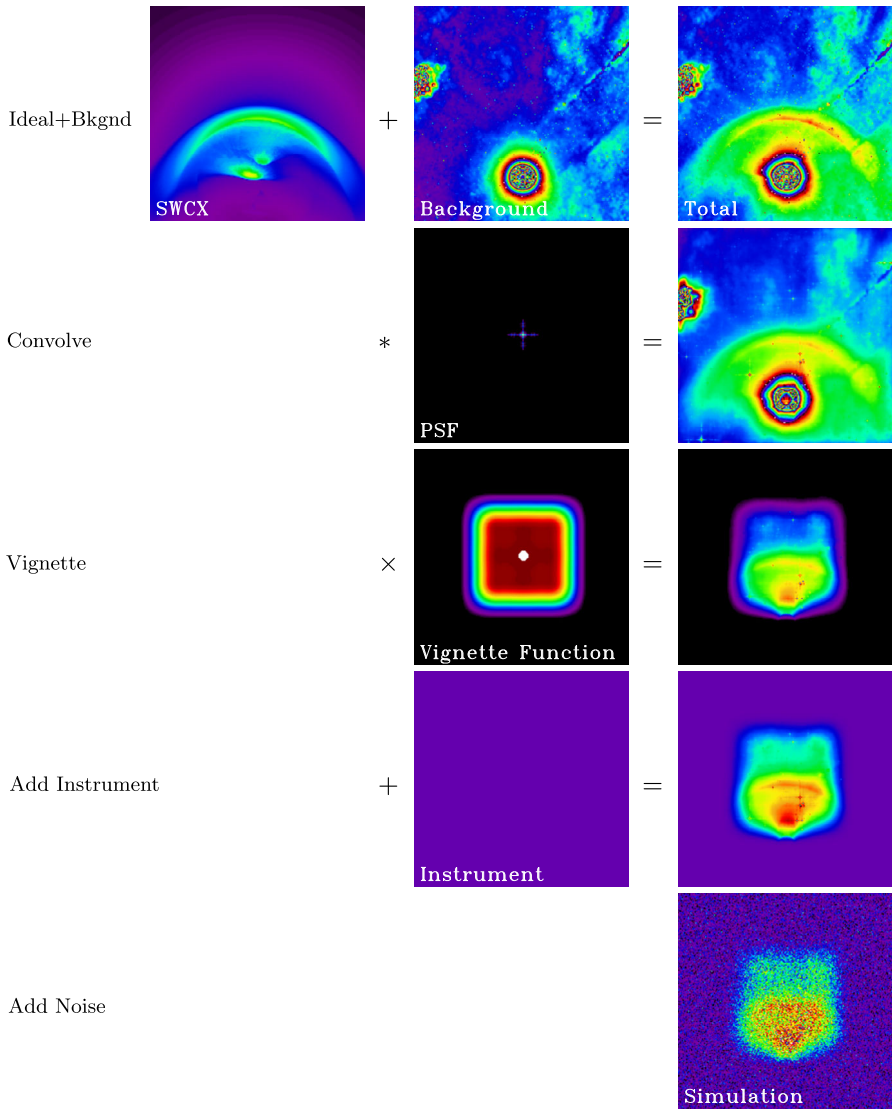 Ideal+Bkgnd
SWCX
+
Background
=
Total
Convolve
*
PSF
=
Vignette
×
Vignette Function
=
Add Instrument
+
Instrument
=
Add Noise
Simulation